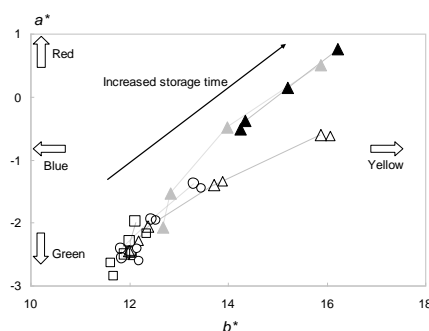 a*
1
Red
Increased storage time
0
-1
Blue
Yellow
-2
Green
-3
10
12
14
16
18
b*